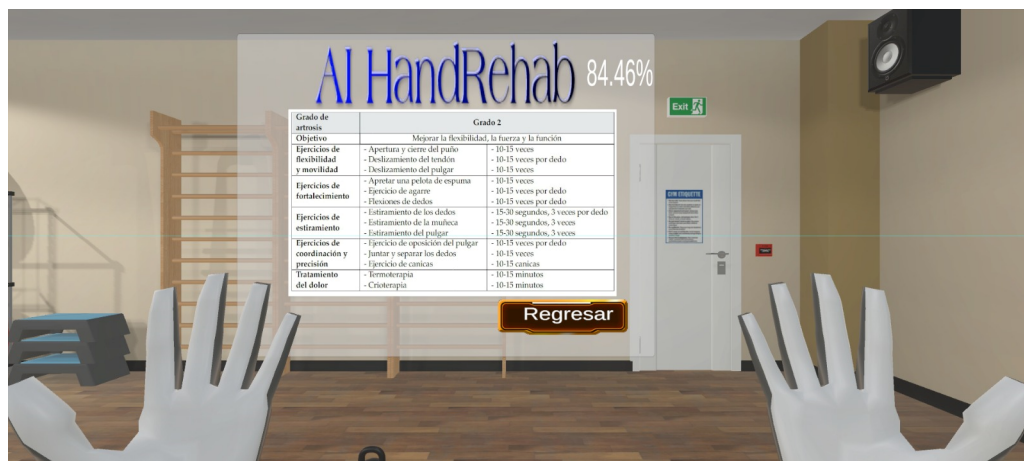 AI HandRehab 84.46%
Grado de artrosis
Grado 2
Objetivo
Mejorar la flexibilidad, la fuerza y la función
Ejercicios de flexibilidad y movilidad
- Apertura y cierre del puño - 10-15 veces
- Deslizamiento del tendón - 10-15 veces por dedo
- Deslizamiento del pulgar - 10-15 veces
Ejercicios de fortalecimiento
- Apretar una pelota de espuma - 10-15 veces
- Ejercicio de agarre - 10-15 veces por dedo
- Flexiones de dedos - 10-15 veces
Ejercicios de estiramiento
- Estiramiento de los dedos - 15-30 segundos, 3 veces por dedo
- Estiramiento de la muñeca - 15-30 segundos, 3 veces
- Estiramiento del pulgar - 15-30 segundos, 3 veces
Ejercicios de coordinación y precisión
- Ejercicio de oposición del pulgar - 10-15 veces por dedo
- Juntar y separar los dedos - 10-15 veces
- Ejercicio de canicas - 10-15 canicas
Tratamiento del dolor
- Termoterapia - 10-15 minutos
- Crioterapia - 10-15 minutos
Regresar
Exit
GYM ETIQUETTE